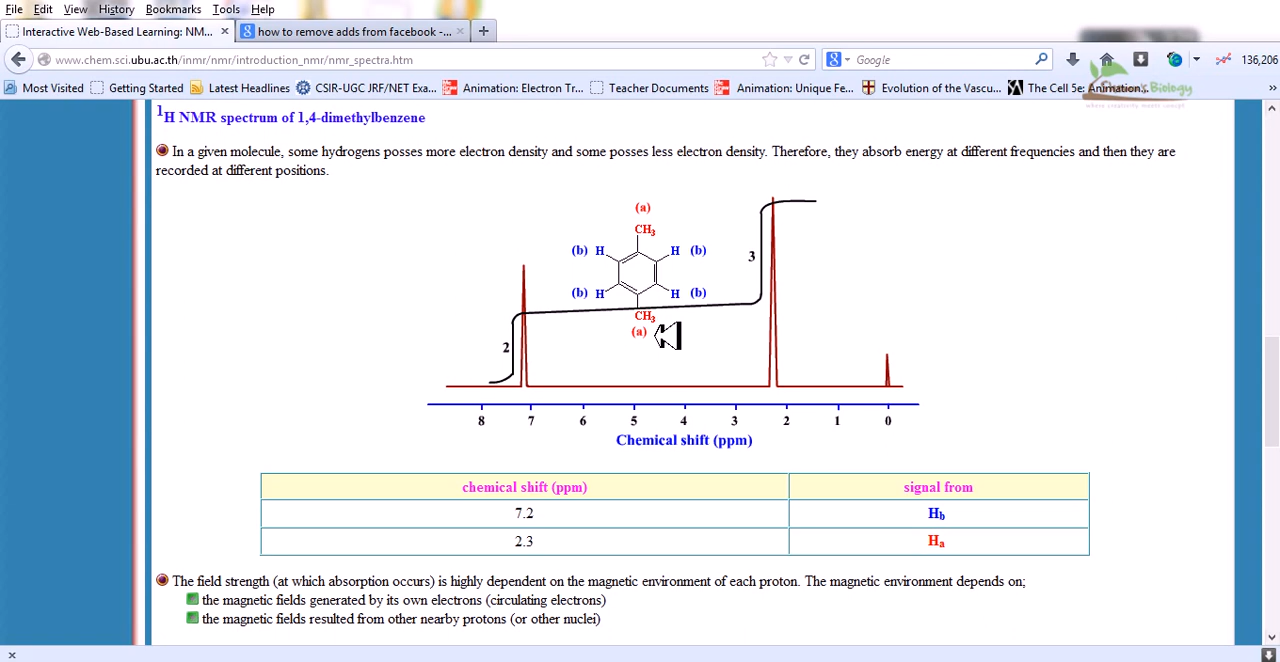 File Edit View History Bookmarks Tools Help
Interactive Web-Based Learning: NM... × how to remove adds from facebook -... × +
www.chem.sci.ubu.ac.th/inmr/nmr/introduction_nmr/nmr_spectra.htm Google 136,206
Most Visited Getting Started Latest Headlines CSIR-UGC JRF/NET Exa... Animation: Electron Tr... Teacher Documents Animation: Unique Fe... Evolution of the Vascu... The Cell 5e: Animation... »
Biology
¹H NMR spectrum of 1,4-dimethylbenzene
In a given molecule, some hydrogens posses more electron density and some posses less electron density. Therefore, they absorb energy at different frequencies and then they are
recorded at different positions.
(a)
CH₃
(b) H H (b)
3
(b) H H (b)
CH₃
(a)
2
8 7 6 5 4 3 2 1 0
Chemical shift (ppm)
chemical shift (ppm) signal from
7.2 Hb
2.3 Ha
The field strength (at which absorption occurs) is highly dependent on the magnetic environment of each proton. The magnetic environment depends on;
the magnetic fields generated by its own electrons (circulating electrons)
the magnetic fields resulted from other nearby protons (or other nuclei)
×